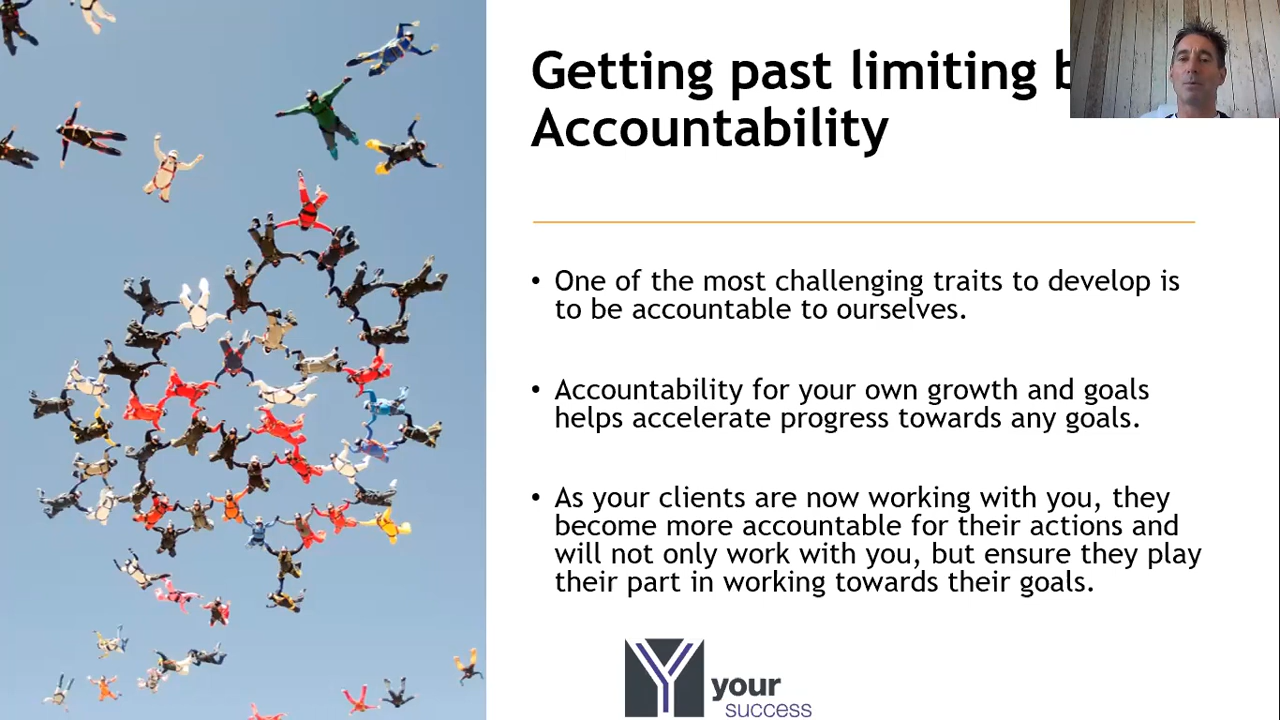 Getting past limiting b
Accountability
• One of the most challenging traits to develop is
to be accountable to ourselves.
• Accountability for your own growth and goals
helps accelerate progress towards any goals.
• As your clients are now working with you, they
become more accountable for their actions and
will not only work with you, but ensure they play
their part in working towards their goals.
Y your
success